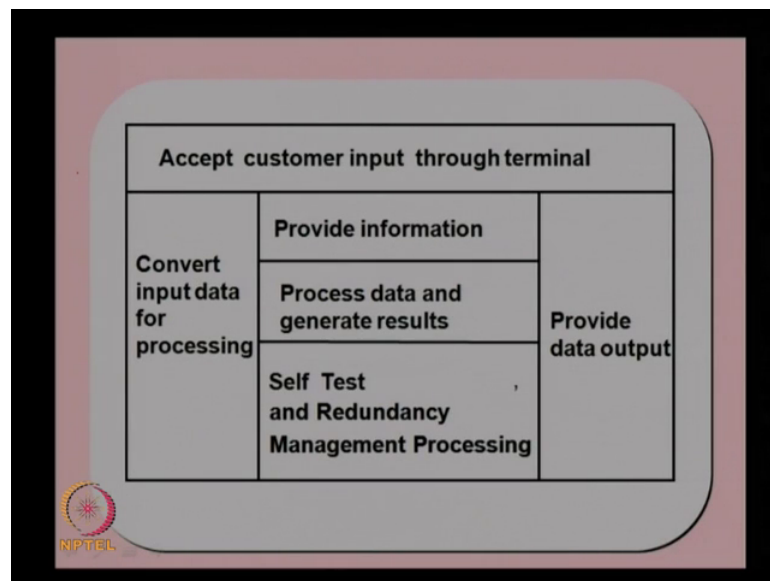 Accept customer input through terminal
Convert
input data
for
processing
Provide information
Process data and
generate results
Self Test
and Redundancy
Management Processing
Provide
data output
NPTEL